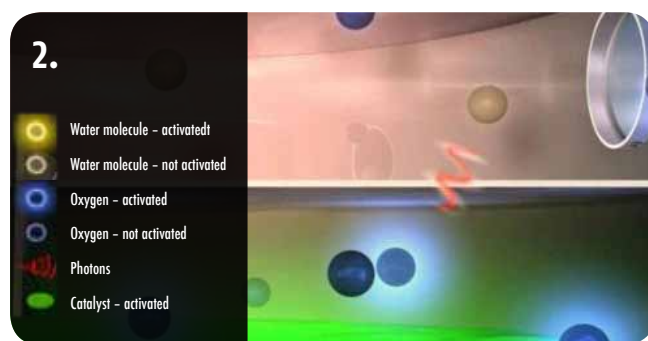 2.
Water molecule – activatedt
Water molecule – not activated
Oxygen – activated
Oxygen – not activated
Photons
Catalyst – activated